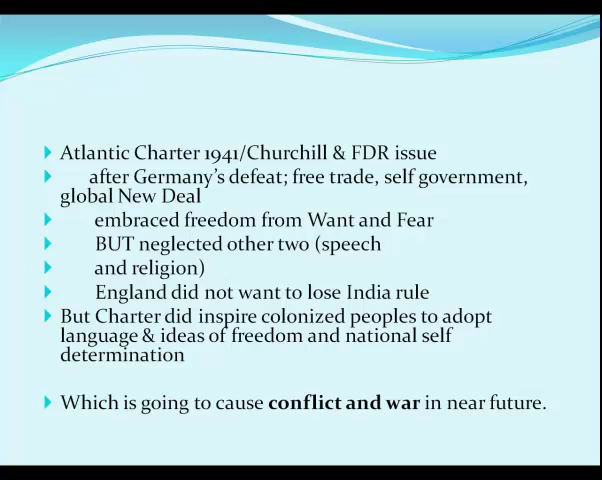 Atlantic Charter 1941/Churchill & FDR issue
after Germany's defeat; free trade, self government,
global New Deal
embraced freedom from Want and Fear
BUT neglected other two (speech
and religion)
England did not want to lose India rule
But Charter did inspire colonized peoples to adopt
language & ideas of freedom and national self
determination
Which is going to cause conflict and war in near future.